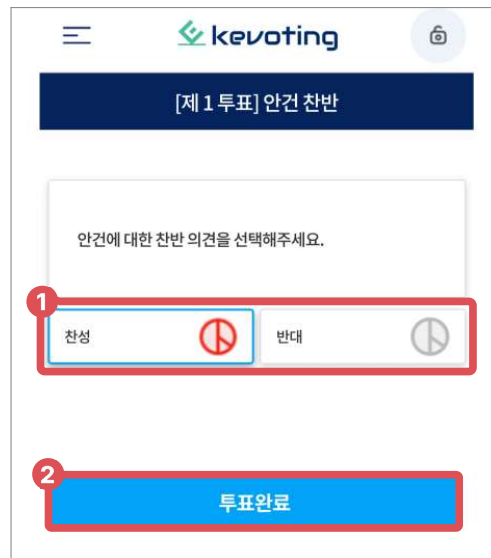 kevoting
[제 1 투표] 안건 찬반
안건에 대한 찬반 의견을 선택해주세요.
1
찬성
반대
2
투표완료